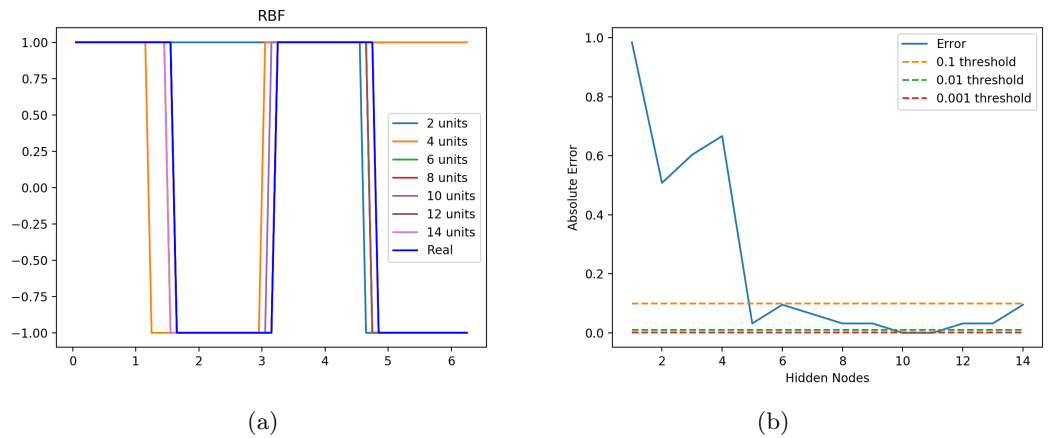 RBF
1.00
0.75
0.50
0.25
0.00
−0.25
−0.50
−0.75
−1.00
0 1 2 3 4 5 6
2 units
4 units
6 units
8 units
10 units
12 units
14 units
Real
(a)
Absolute Error
1.0
0.8
0.6
0.4
0.2
0.0
2 4 6 8 10 12 14
Hidden Nodes
Error
0.1 threshold
0.01 threshold
0.001 threshold
(b)